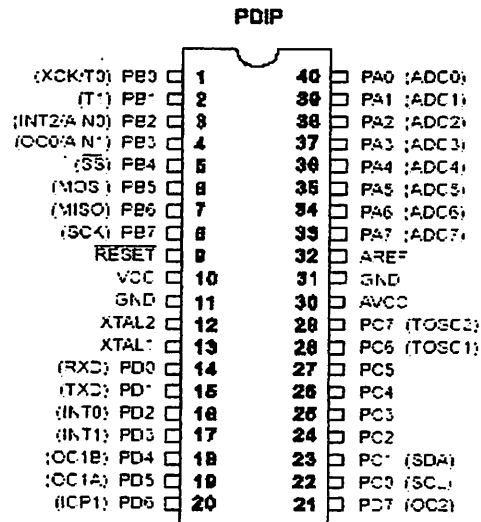 PDIP
(XCK/T0) PB0 1 40 PA0 (ADC0)
(T1) PB1 2 39 PA1 (ADC1)
(INT2/AIN0) PB2 3 38 PA2 (ADC2)
(OC0/AIN1) PB3 4 37 PA3 (ADC3)
(SS) PB4 5 36 PA4 (ADC4)
(MOSI) PB5 6 35 PA5 (ADC5)
(MISO) PB6 7 34 PA6 (ADC6)
(SCK) PB7 8 33 PA7 (ADC7)
RESET 9 32 AREF
VCC 10 31 GND
GND 11 30 AVCC
XTAL2 12 29 PC7 (TOSC2)
XTAL1 13 28 PC6 (TOSC1)
(RXD) PD0 14 27 PC5
(TXD) PD1 15 26 PC4
(INT0) PD2 16 25 PC3
(INT1) PD3 17 24 PC2
(OC1B) PD4 18 23 PC1 (SDA)
(OC1A) PD5 19 22 PC0 (SCL)
(ICP1) PD6 20 21 PD7 (OC2)